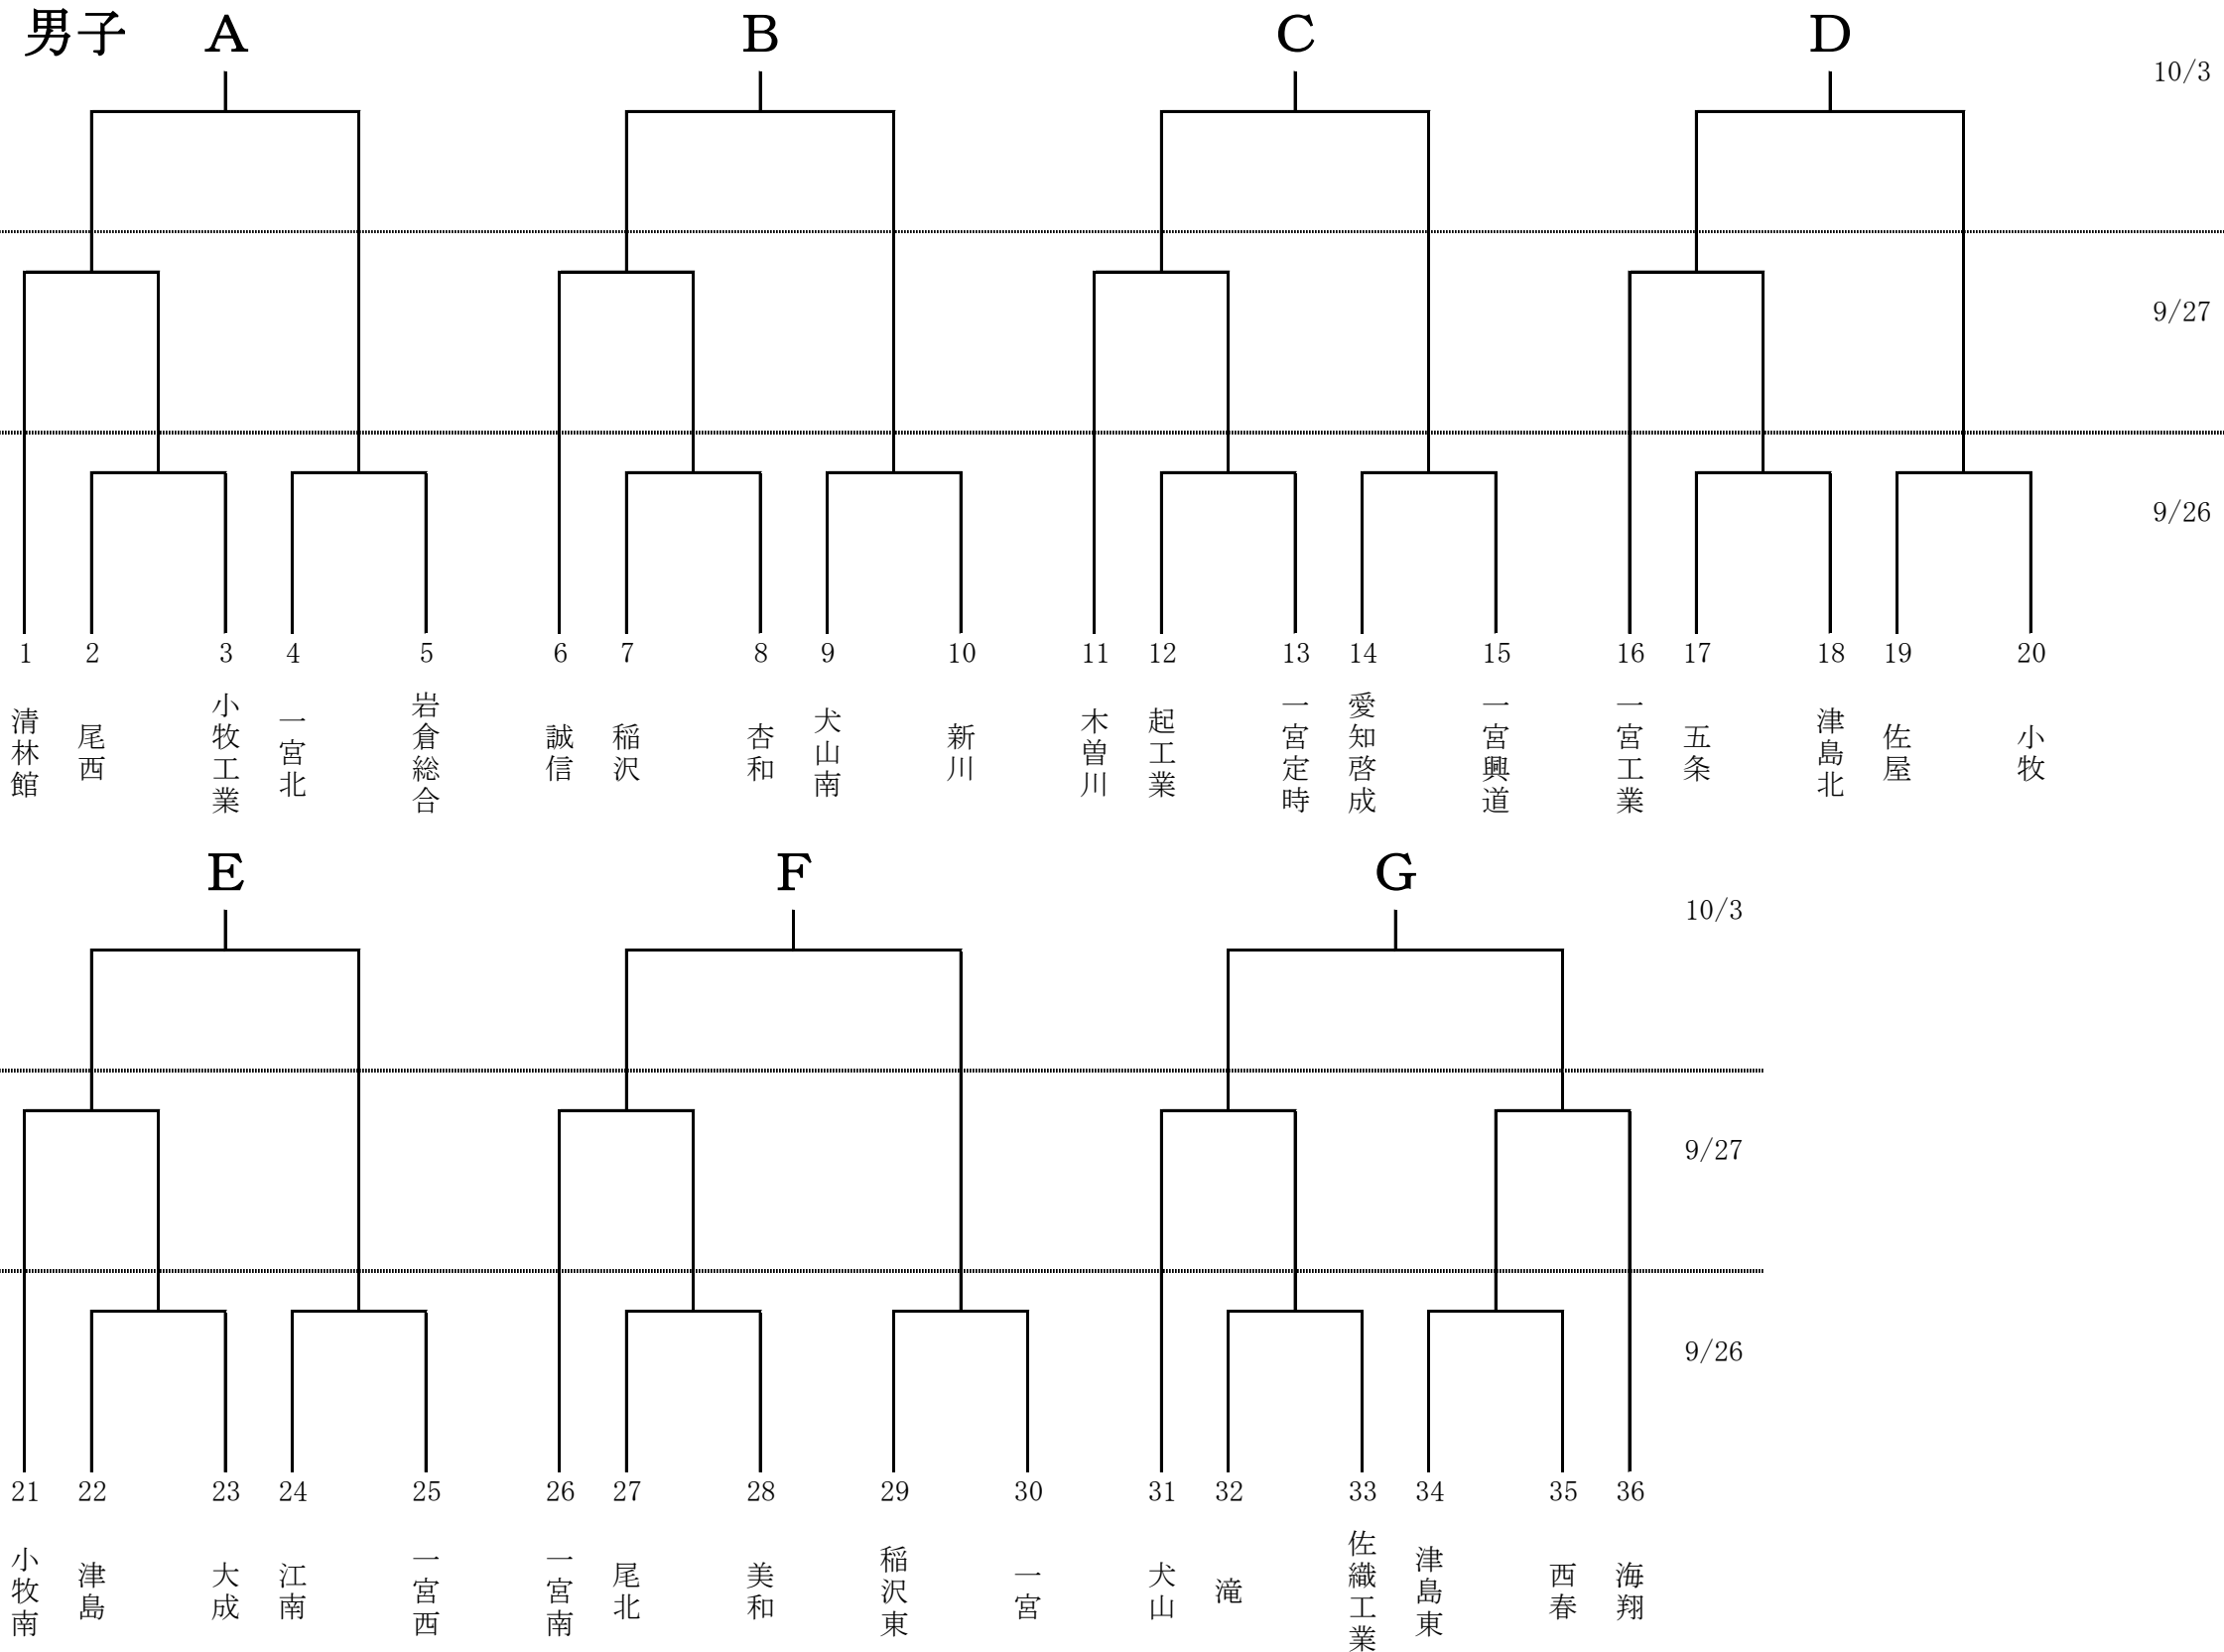 男子 A B C D
10/3
9/27
9/26
1 2 3 4 5 6 7 8 9 10 11 12 13 14 15 16 17 18 19 20
清林館
尾西
小牧工業
一宮北
岩倉総合
誠信
稲沢
杏和
犬山南
新川
木曽川
起工業
一宮定時
愛知啓成
一宮興道
一宮工業
五条
津島北
佐屋
小牧
E F G
10/3
9/27
9/26
21 22 23 24 25 26 27 28 29 30 31 32 33 34 35 36
小牧南
津島
大成
江南
一宮西
一宮南
尾北
美和
稲沢東
一宮
犬山
滝
佐織工業
津島東
西春
海翔